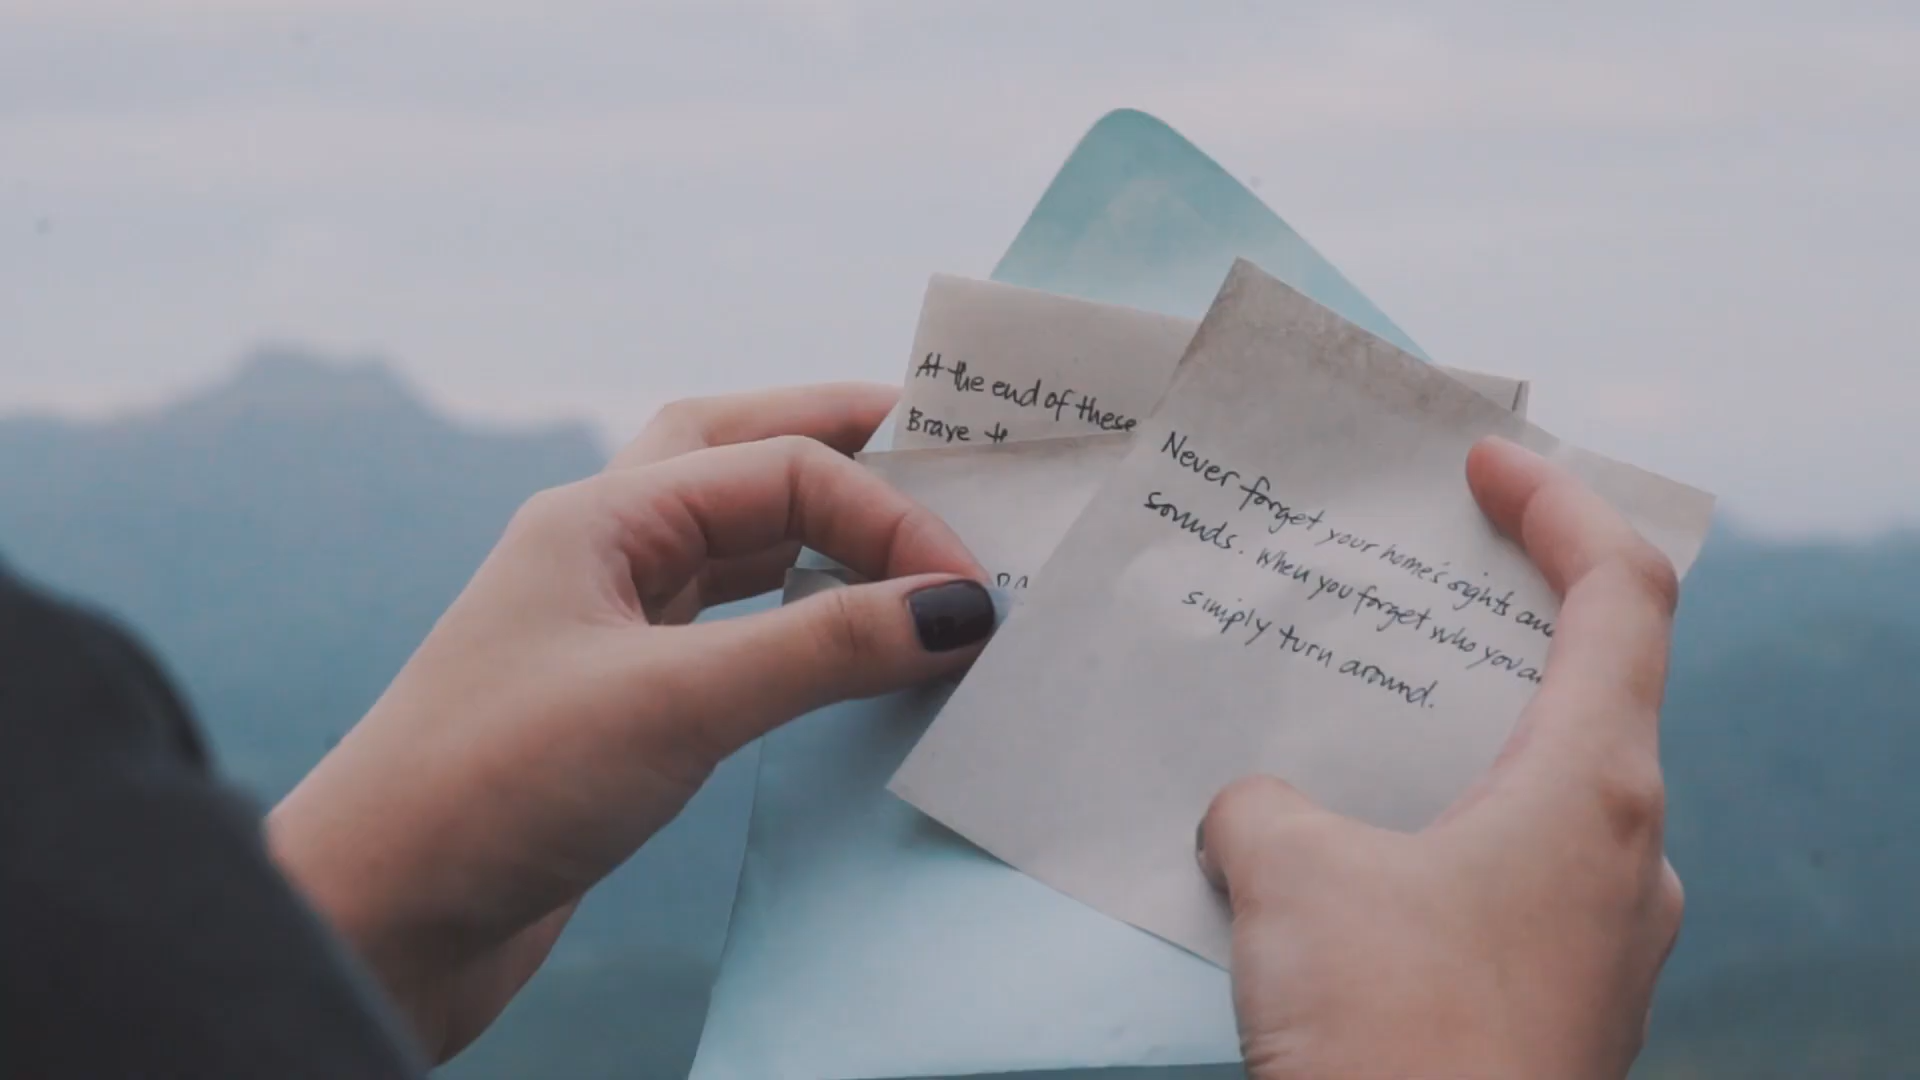 At the end of these
Brave
Never forget your home's sights
sounds. When you forget who you
simply turn around.